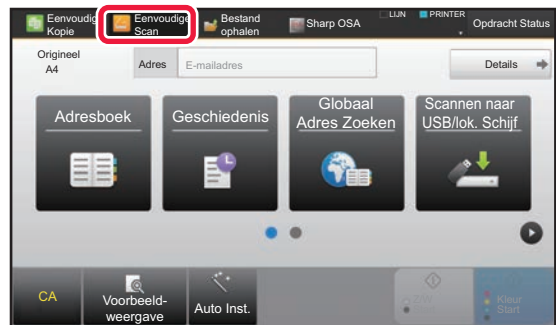 Eenvoudige
Kopie
Eenvoudige
Scan
Bestand
ophalen
Sharp OSA
LIJN
PRINTER
Opdracht Status
Origineel
A4
Adres
E-mailadres
Details
Adresboek
Geschiedenis
Globaal
Adres Zoeken
Scannen naar
USB/lok. Schijf
CA
Voorbeeld-
weergave
Auto Inst.
Kleur
Start